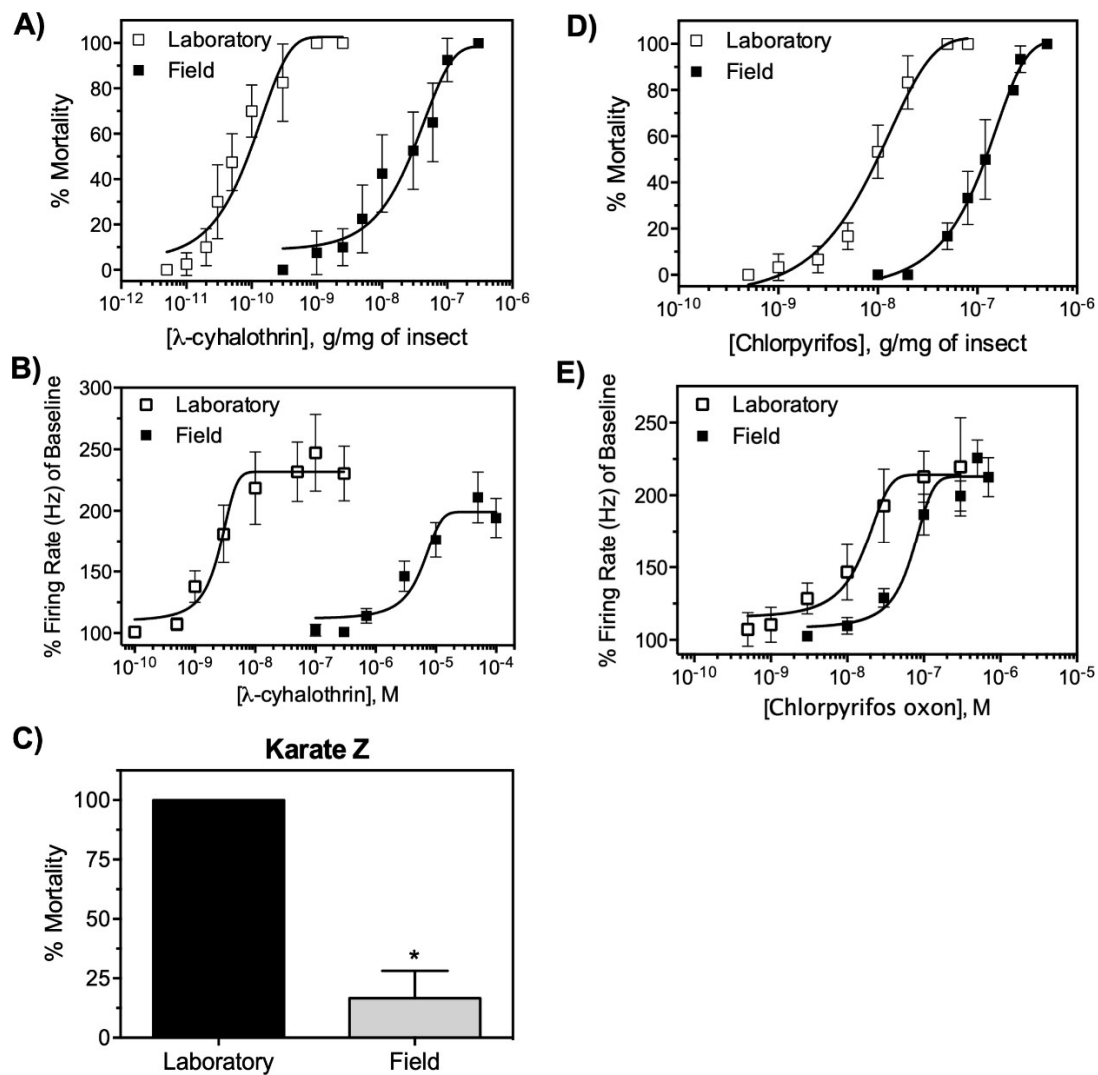 A)
Laboratory
Field
100
80
60
40
20
0
% Mortality
10-12
10-11
10-10
10-9
10-8
10-7
10-6
[λ-cyhalothrin], g/mg of insect
D)
Laboratory
Field
100
80
60
40
20
0
% Mortality
10-10
10-9
10-8
10-7
10-6
[Chlorpyrifos], g/mg of insect
B)
Laboratory
Field
300
250
200
150
100
% Firing Rate (Hz) of Baseline
10-10
10-9
10-8
10-7
10-6
10-5
10-4
[λ-cyhalothrin], M
E)
Laboratory
Field
250
200
150
100
% Firing Rate (Hz) of Baseline
10-10
10-9
10-8
10-7
10-6
10-5
[Chlorpyrifos oxon], M
C)
Karate Z
100
75
50
25
0
% Mortality
*
Laboratory
Field